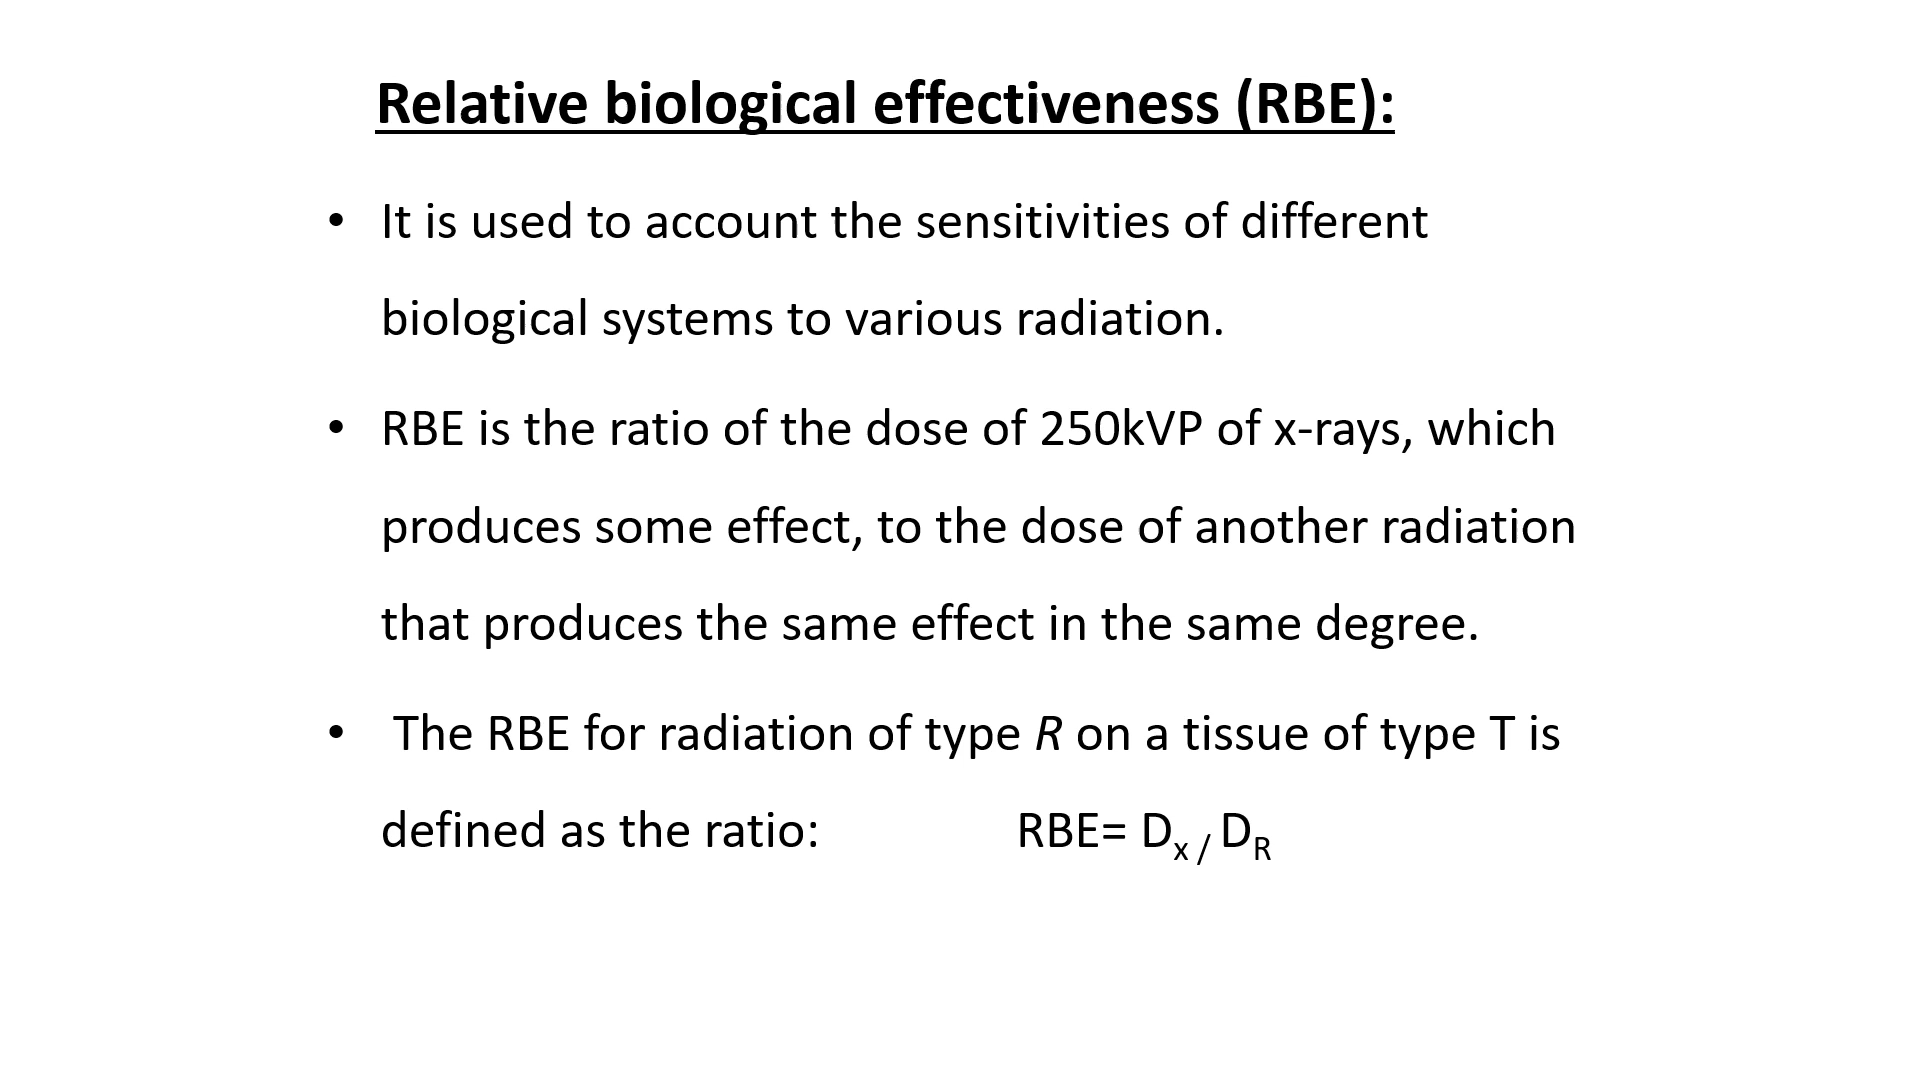 Relative biological effectiveness (RBE):
• It is used to account the sensitivities of different
biological systems to various radiation.
• RBE is the ratio of the dose of 250kVP of x-rays, which
produces some effect, to the dose of another radiation
that produces the same effect in the same degree.
• The RBE for radiation of type R on a tissue of type T is
defined as the ratio: RBE= Dx / DR